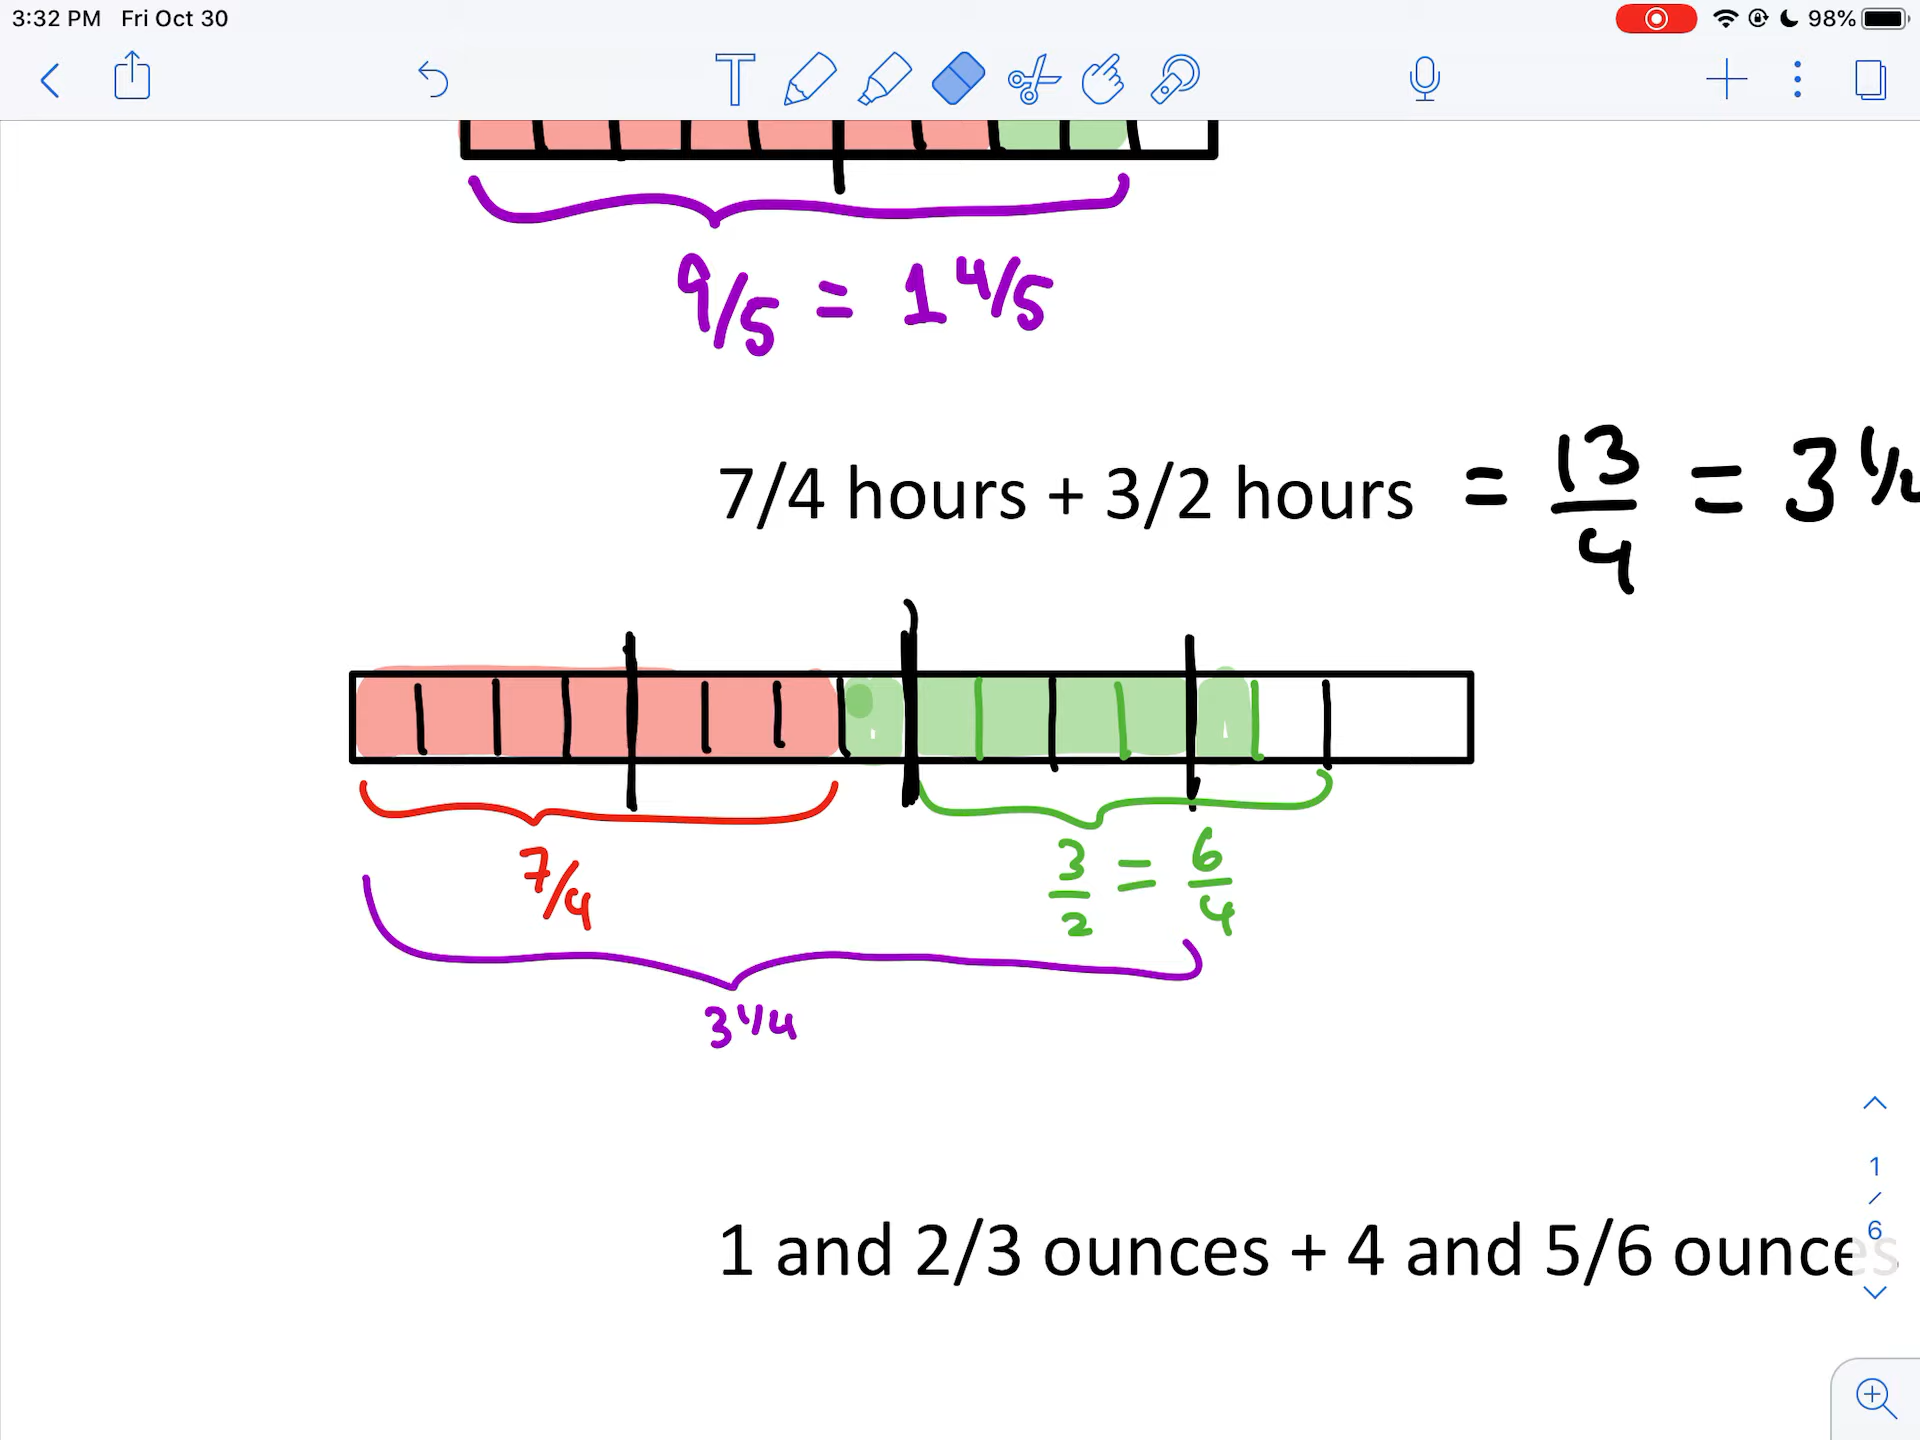 3:32 PM Fri Oct 30 98%
T
9/5 = 1 4/5
7/4 hours + 3/2 hours = 13/4 = 3 1/4
7/4
3/2 = 6/4
3 1/4
1
/
6
1 and 2/3 ounces + 4 and 5/6 ounces